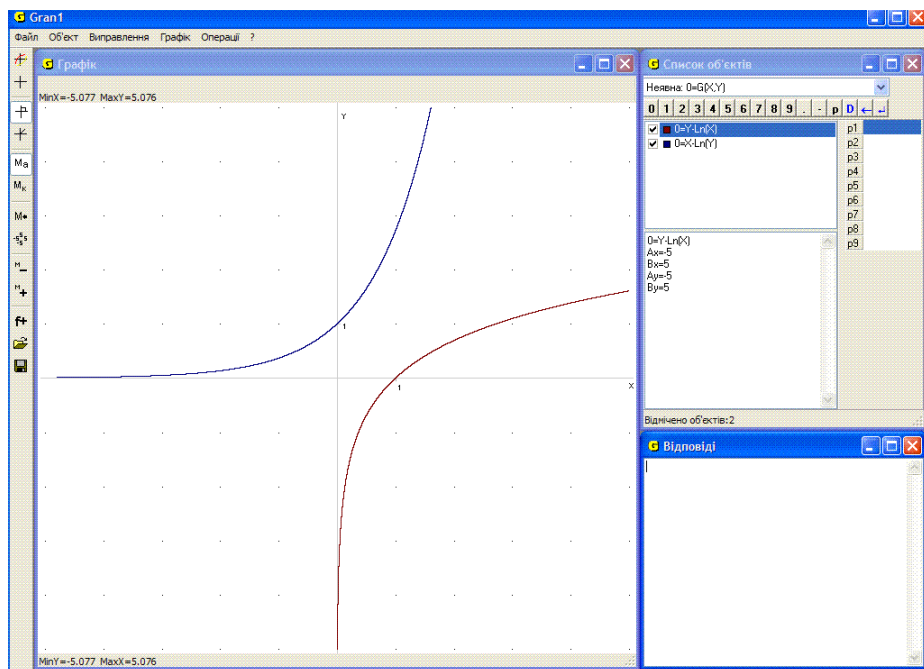 Gran1
Файл Об'єкт Виправлення Графік Операції ?
Графік
MinX=-5.077 MaxY=5.076
Y
1
1
X
MinY=-5.077 MaxX=5.076
Ma
Mк
M
5
M
M
f+
Список об'єктів
Неявна: 0=G(X,Y)
0 1 2 3 4 5 6 7 8 9 . - p D ← ↵
0=Y-Ln(X)
0=X-Ln(Y)
p1
p2
p3
p4
p5
p6
p7
p8
p9
0=Y-Ln(X)
Ax=-5
Bx=5
Ay=-5
By=5
Відмічено об'єктів:2
Відповіді